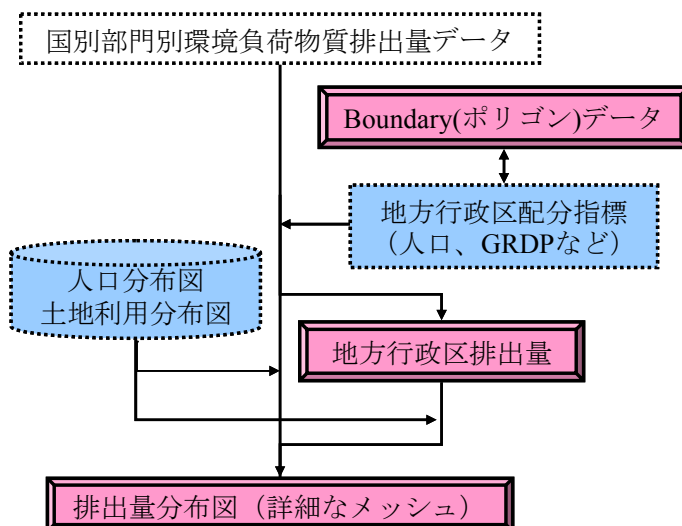 国別部門別環境負荷物質排出量データ
Boundary(ポリゴン)データ
地方行政区配分指標
（人口、GRDPなど）
人口分布図
土地利用分布図
地方行政区排出量
排出量分布図（詳細なメッシュ）